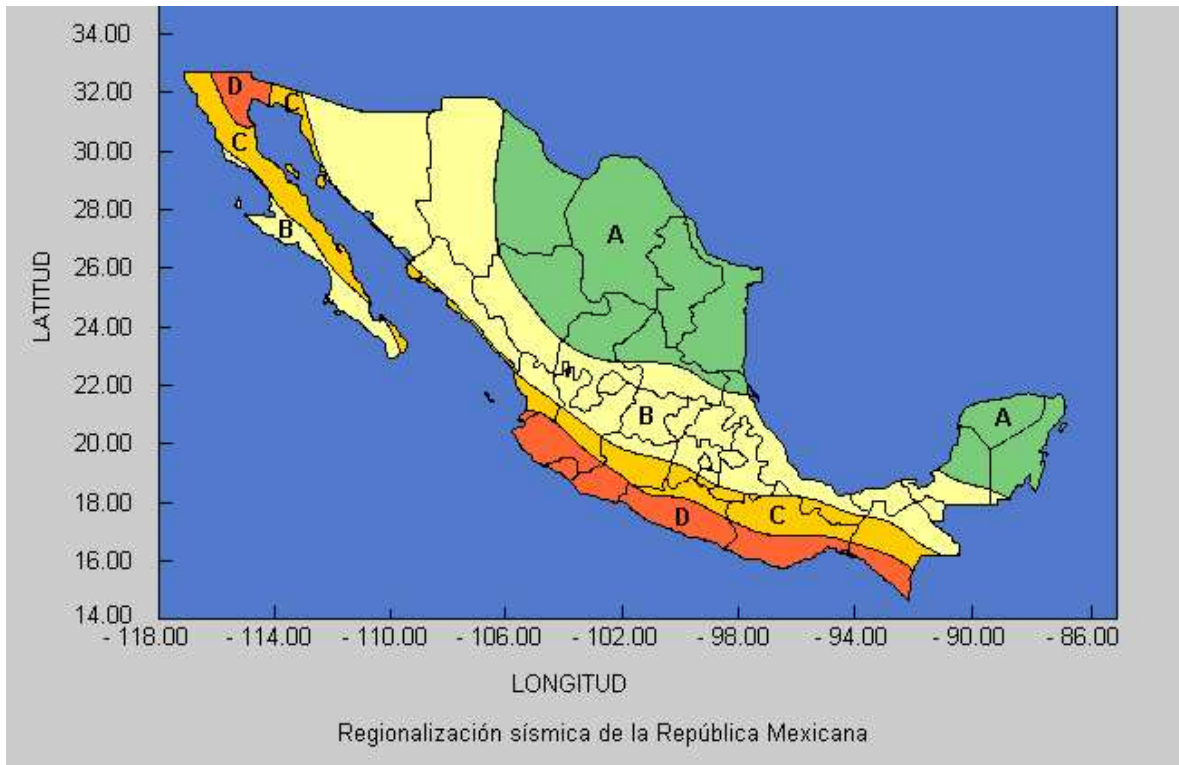 34.00
32.00
30.00
28.00
26.00
24.00
22.00
20.00
18.00
16.00
14.00
LATITUD
D
C
C
B
A
B
A
D
C
- 118.00 - 114.00 - 110.00 - 106.00 - 102.00 - 98.00 - 94.00 - 90.00 - 86.00
LONGITUD
Regionalización sísmica de la República Mexicana